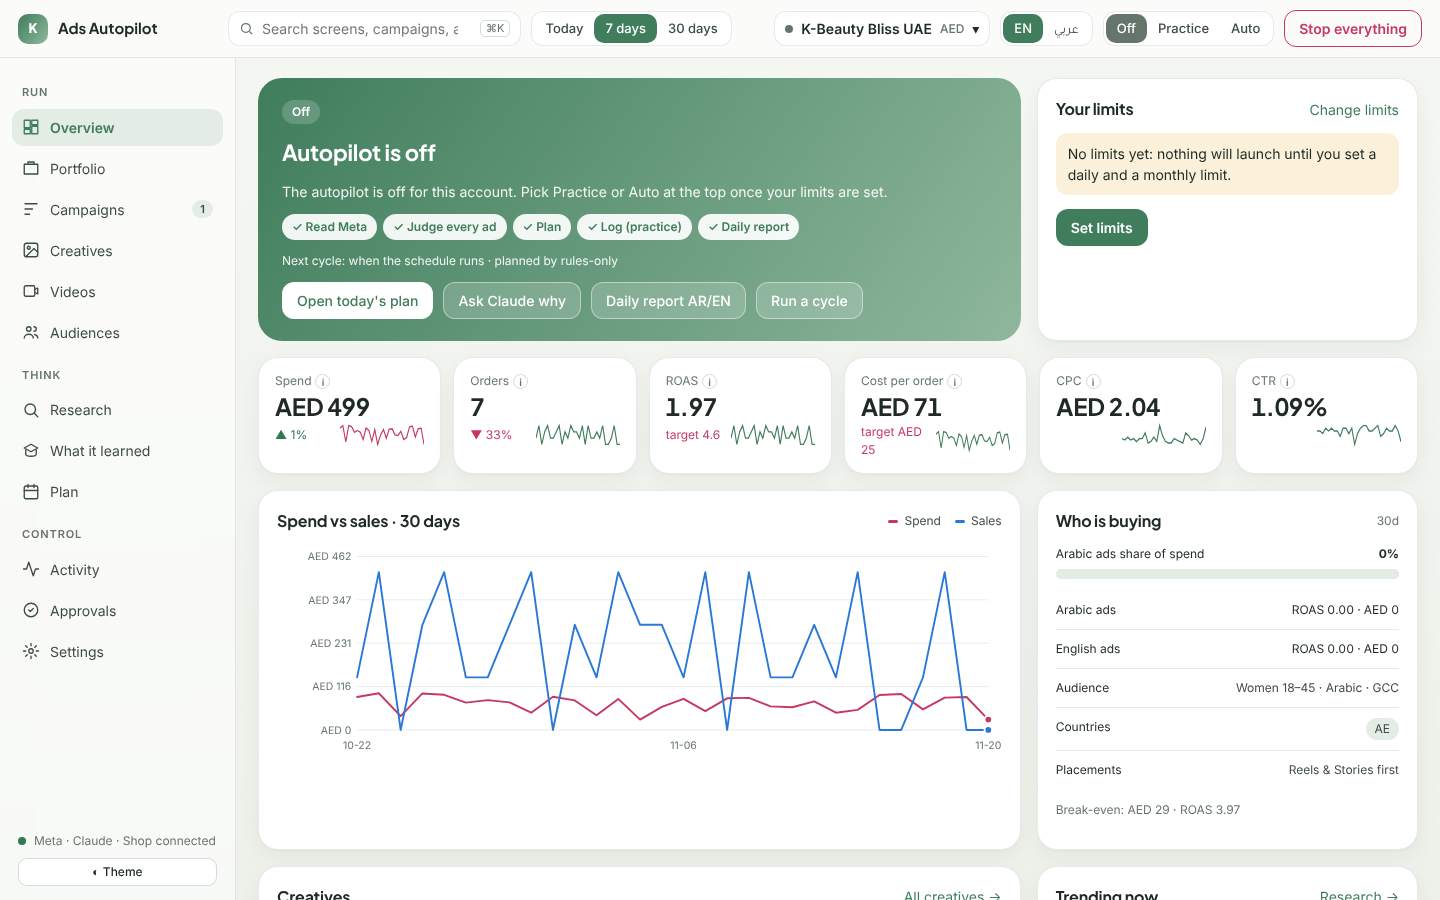 K
Ads Autopilot
Search screens, campaigns, a
⌘K
Today 7 days 30 days
K-Beauty Bliss UAE AED ▾
EN عربي
Off Practice Auto
Stop everything
RUN
Overview
Portfolio
Campaigns 1
Creatives
Videos
Audiences
THINK
Research
What it learned
Plan
CONTROL
Activity
Approvals
Settings
Meta · Claude · Shop connected
Theme
Off
Autopilot is off
The autopilot is off for this account. Pick Practice or Auto at the top once your limits are set.
✓ Read Meta ✓ Judge every ad ✓ Plan ✓ Log (practice) ✓ Daily report
Next cycle: when the schedule runs · planned by rules-only
Open today's plan Ask Claude why Daily report AR/EN Run a cycle
Your limits Change limits
No limits yet: nothing will launch until you set a
daily and a monthly limit.
Set limits
Spend i
AED 499
▲ 1%
Orders i
7
▼ 33%
ROAS i
1.97
target 4.6
Cost per order i
AED 71
target AED
25
CPC i
AED 2.04
CTR i
1.09%
Spend vs sales · 30 days
Spend Sales
AED 462
AED 347
AED 231
AED 116
AED 0
10-22 11-06 11-20
Who is buying 30d
Arabic ads share of spend 0%
Arabic ads ROAS 0.00 · AED 0
English ads ROAS 0.00 · AED 0
Audience Women 18–45 · Arabic · GCC
Countries AE
Placements Reels & Stories first
Break-even: AED 29 · ROAS 3.97
Creatives All creatives →
Trending now Research →